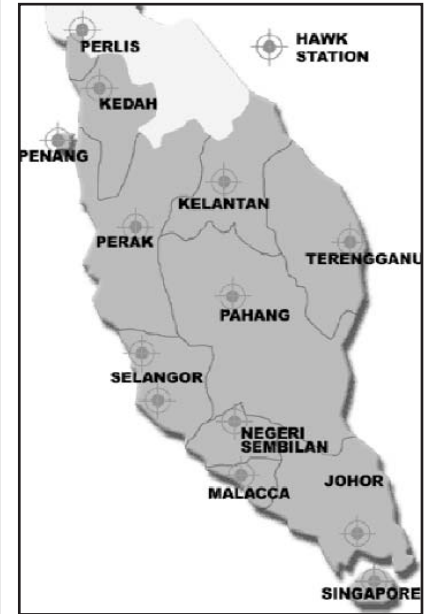 PERLIS
HAWK
STATION
KEDAH
PENANG
KELANTAN
PERAK
TERENGGANU
PAHANG
SELANGOR
NEGERI
SEMBILAN
MALACCA
JOHOR
SINGAPORE